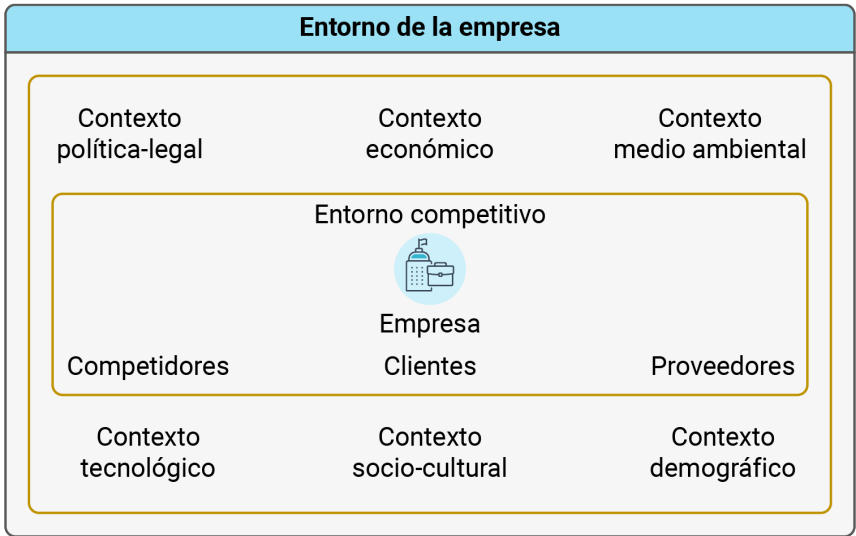 Entorno de la empresa
Contexto
política-legal
Contexto
económico
Contexto
medio ambiental
Entorno competitivo
Empresa
Competidores
Clientes
Proveedores
Contexto
tecnológico
Contexto
socio-cultural
Contexto
demográfico